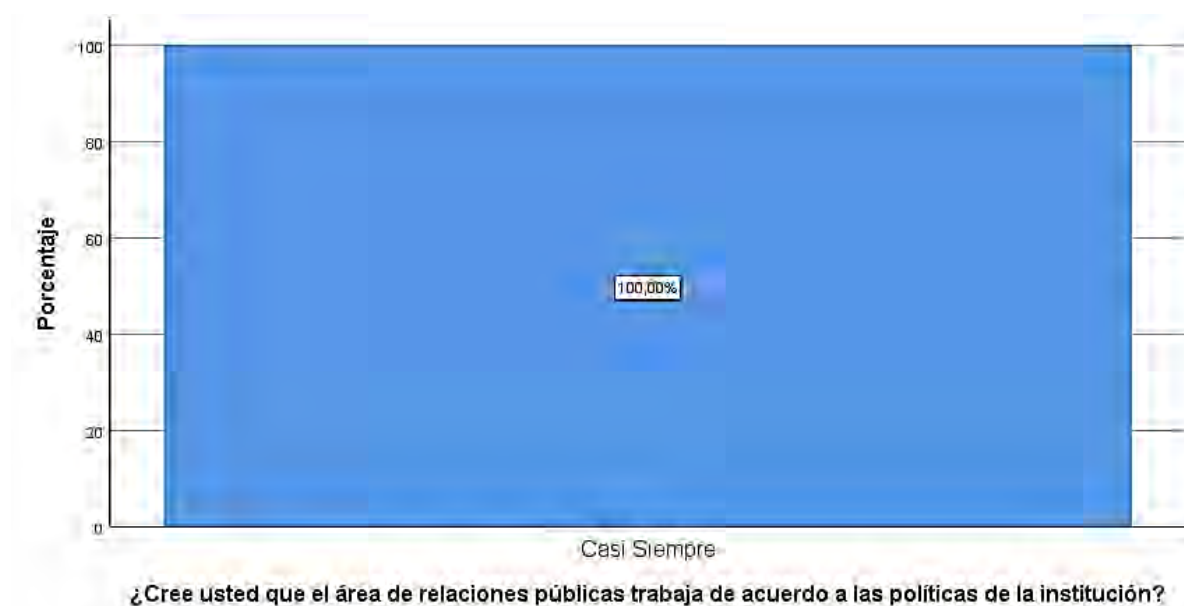 Porcentaje
100
80
60
40
20
0
100,00%
Casi Siempre
¿Cree usted que el área de relaciones públicas trabaja de acuerdo a las políticas de la institución?